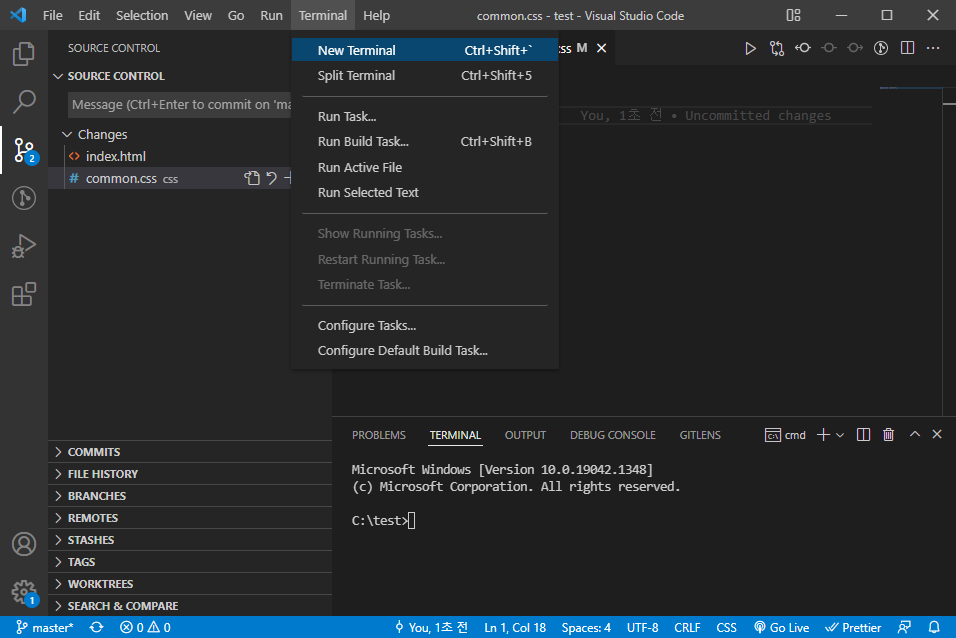 File Edit Selection View Go Run Terminal Help common.css - test - Visual Studio Code
SOURCE CONTROL
SOURCE CONTROL
Message (Ctrl+Enter to commit on 'ma
Changes
2
index.html
common.css css
New Terminal Ctrl+Shift+`
Split Terminal Ctrl+Shift+5
Run Task...
Run Build Task... Ctrl+Shift+B
Run Active File
Run Selected Text
Show Running Tasks...
Restart Running Task...
Terminate Task...
Configure Tasks...
Configure Default Build Task...
css M
You, 1초 전 • Uncommitted changes
COMMITS
FILE HISTORY
BRANCHES
REMOTES
STASHES
TAGS
WORKTREES
SEARCH & COMPARE
1
PROBLEMS TERMINAL OUTPUT DEBUG CONSOLE GITLENS cmd
Microsoft Windows [Version 10.0.19042.1348]
(c) Microsoft Corporation. All rights reserved.
C:\test>
master* 0 0 You, 1초 전 Ln 1, Col 18 Spaces: 4 UTF-8 CRLF CSS Go Live Prettier